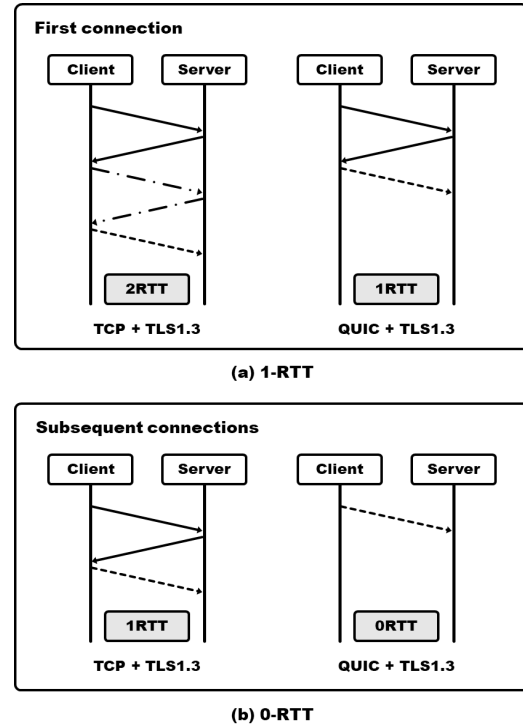 First connection
Client Server Client Server
2RTT 1RTT
TCP + TLS1.3 QUIC + TLS1.3
(a) 1-RTT
Subsequent connections
Client Server Client Server
1RTT 0RTT
TCP + TLS1.3 QUIC + TLS1.3
(b) 0-RTT